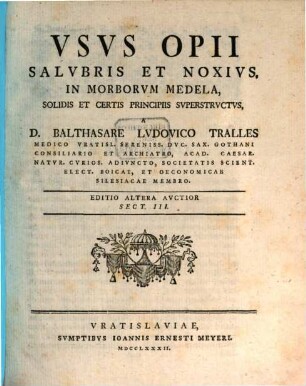 VSVS OPII
SALVBRIS ET NOXIVS,
IN MORBORVM MEDELA,
SOLIDIS ET CERTIS PRINCIPIIS SVPERSTRVCTVS,
A
D. BALTHASARE LVDOVICO TRALLES
MEDICO VRATISL. SERENISS. DVC. SAX. GOTHANI
CONSILIARIO ET ARCHIATRO, ACAD. CAESAR.
NATVR. CVRIOS. ADIVNCTO, SOCIETATIS SCIENT.
ELECT. BOICAE, ET OECONOMICAE
SILESIACAE MEMBRO.
EDITIO ALTERA AVCTIOR
SECT. III.
VRATISLAVIAE,
SVMPTIBVS IOANNIS ERNESTI MEYERI.
MDCCLXXXII.